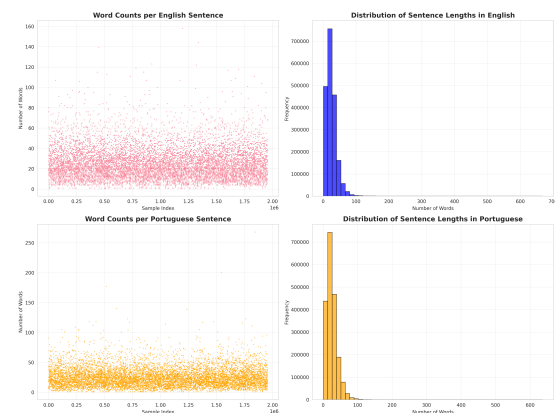 Word Counts per English Sentence
Number of Words
160
140
120
100
80
60
40
20
0
0.00 0.25 0.50 0.75 1.00 1.25 1.50 1.75 2.00
Sample Index
1e6
Distribution of Sentence Lengths in English
Frequency
700000
600000
500000
400000
300000
200000
100000
0
0 100 200 300 400 500 600 70
Number of Words
Word Counts per Portuguese Sentence
Number of Words
250
200
150
100
50
0
0.00 0.25 0.50 0.75 1.00 1.25 1.50 1.75 2.00
Sample Index
1e6
Distribution of Sentence Lengths in Portuguese
Frequency
700000
600000
500000
400000
300000
200000
100000
0
0 100 200 300 400 500 600
Number of Words